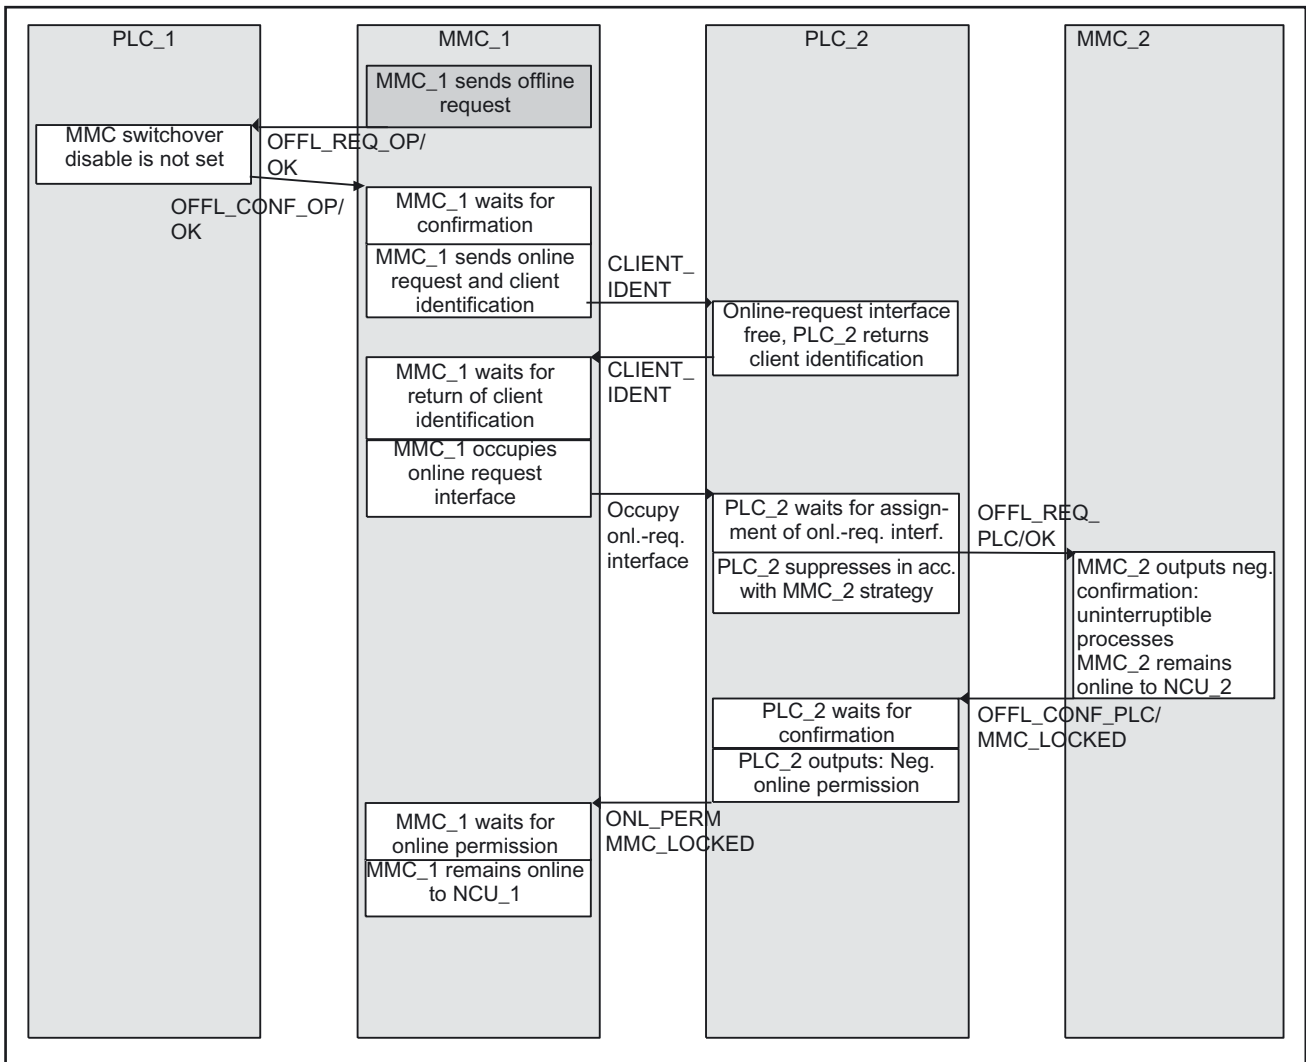 PLC_1
MMC_1
PLC_2
MMC_2
MMC_1 sends offline
request
MMC switchover
disable is not set
OFFL_REQ_OP/
OK
OFFL_CONF_OP/
OK
MMC_1 waits for
confirmation
MMC_1 sends online
request and client
identification
CLIENT_
IDENT
Online-request interface
free, PLC_2 returns
client identification
CLIENT_
IDENT
MMC_1 waits for
return of client
identification
MMC_1 occupies
online request
interface
Occupy
onl.-req.
interface
PLC_2 waits for assign-
ment of onl.-req. interf.
PLC_2 suppresses in acc.
with MMC_2 strategy
OFFL_REQ_
PLC/OK
MMC_2 outputs neg.
confirmation:
uninterruptible
processes
MMC_2 remains
online to NCU_2
OFFL_CONF_PLC/
MMC_LOCKED
PLC_2 waits for
confirmation
PLC_2 outputs: Neg.
online permission
ONL_PERM
MMC_LOCKED
MMC_1 waits for
online permission
MMC_1 remains online
to NCU_1